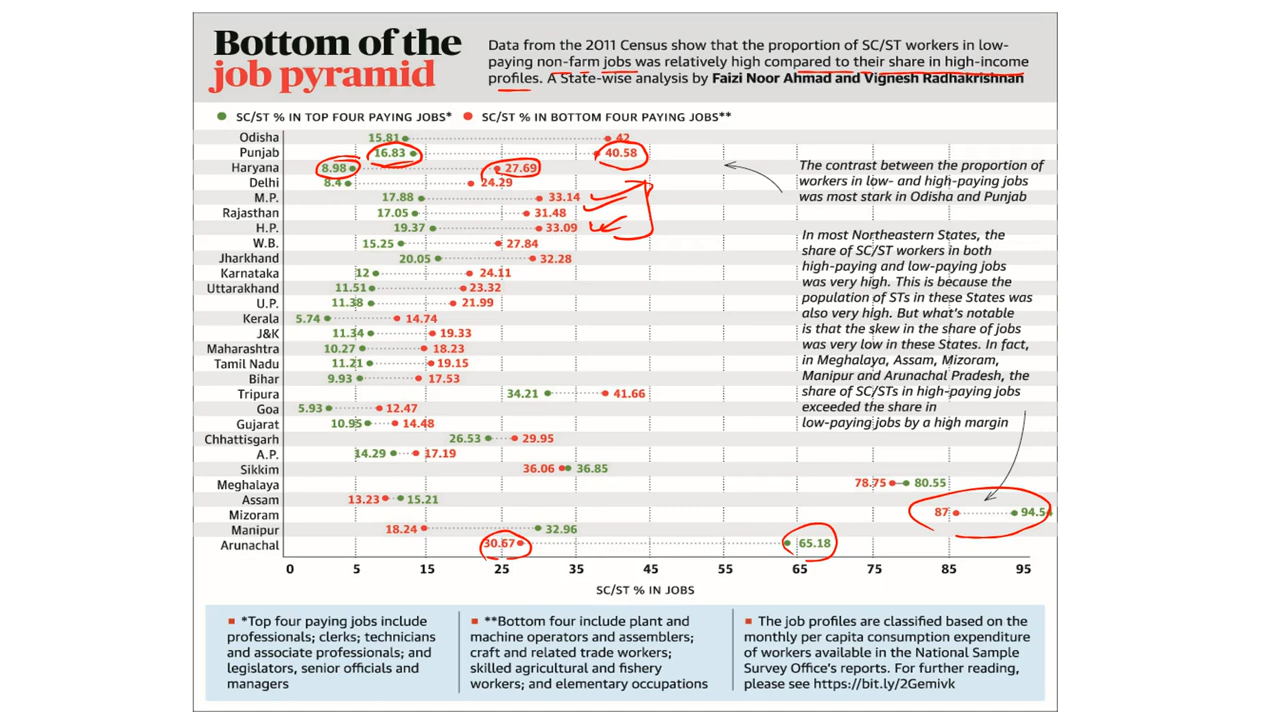 Bottom of the
job pyramid
Data from the 2011 Census show that the proportion of SC/ST workers in low-
paying non-farm jobs was relatively high compared to their share in high-income
profiles. A State-wise analysis by Faizi Noor Ahmad and Vignesh Radhakrishnan
SC/ST % IN TOP FOUR PAYING JOBS* SC/ST % IN BOTTOM FOUR PAYING JOBS**
Odisha 15.81 42
Punjab 16.83 40.58
Haryana 8.98 27.69
Delhi 8.4 24.29
M.P. 17.88 33.14
Rajasthan 17.05 31.48
H.P. 19.37 33.09
W.B. 15.25 27.84
Jharkhand 20.05 32.28
Karnataka 12 24.11
Uttarakhand 11.51 23.32
U.P. 11.38 21.99
Kerala 5.74 14.74
J&K 11.34 19.33
Maharashtra 10.27 18.23
Tamil Nadu 11.21 19.15
Bihar 9.93 17.53
Tripura 34.21 41.66
Goa 5.93 12.47
Gujarat 10.95 14.48
Chhattisgarh 26.53 29.95
A.P. 14.29 17.19
Sikkim 36.06 36.85
Meghalaya 78.75 80.55
Assam 13.23 15.21
Mizoram 87 94.54
Manipur 18.24 32.96
Arunachal 30.67 65.18
0 5 15 25 35 45 55 65 75 85 95
SC/ST % IN JOBS
The contrast between the proportion of
workers in low- and high-paying jobs
was most stark in Odisha and Punjab
In most Northeastern States, the
share of SC/ST workers in both
high-paying and low-paying jobs
was very high. This is because the
population of STs in these States was
also very high. But what's notable
is that the skew in the share of jobs
was very low in these States. In fact,
in Meghalaya, Assam, Mizoram,
Manipur and Arunachal Pradesh, the
share of SC/STs in high-paying jobs
exceeded the share in
low-paying jobs by a high margin
*Top four paying jobs include
professionals; clerks; technicians
and associate professionals; and
legislators, senior officials and
managers
**Bottom four include plant and
machine operators and assemblers;
craft and related trade workers;
skilled agricultural and fishery
workers; and elementary occupations
The job profiles are classified based on the
monthly per capita consumption expenditure
of workers available in the National Sample
Survey Office's reports. For further reading,
please see https://bit.ly/2Gemivk